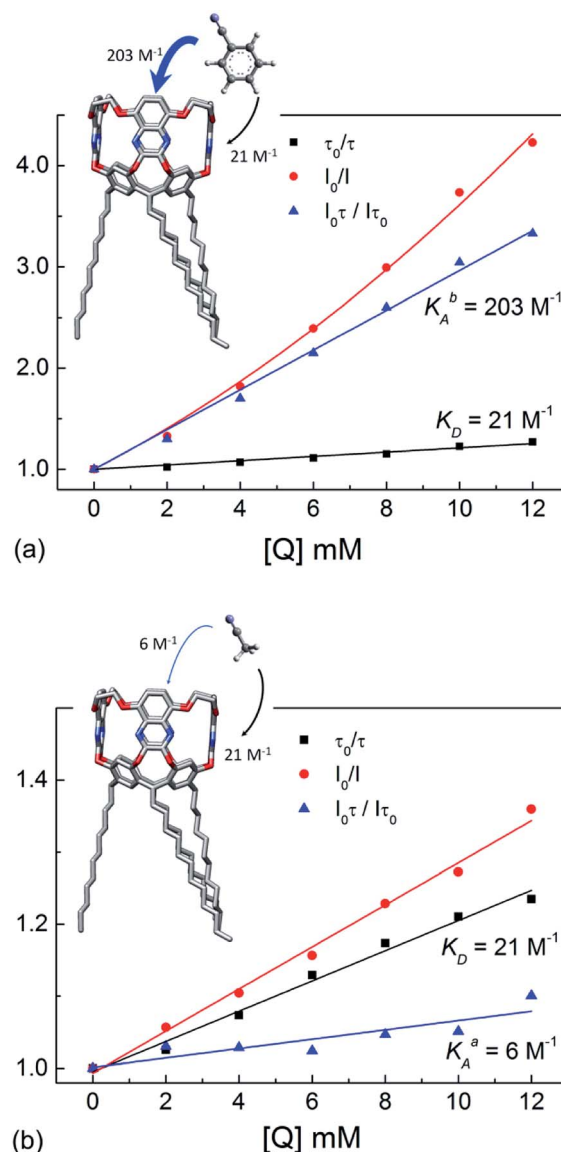 203 M⁻¹
21 M⁻¹
4.0
3.0
2.0
1.0
τ₀/τ
I₀/I
I₀τ / Iτ₀
K_A^b = 203 M⁻¹
K_D = 21 M⁻¹
0 2 4 6 8 10 12
(a) [Q] mM
6 M⁻¹
21 M⁻¹
1.4
1.2
1.0
τ₀/τ
I₀/I
I₀τ / Iτ₀
K_D = 21 M⁻¹
K_A^a = 6 M⁻¹
0 2 4 6 8 10 12
(b) [Q] mM